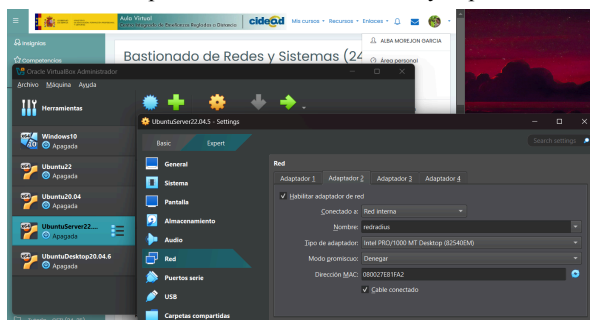 Aula Virtual
cidead
Mis cursos
Recursos
Enlaces
ALBA MOREJON GARCIA
Área personal
Insignias
Competencias
Bastionado de Redes y Sistemas (24
Oracle VirtualBox Administrador
Archivo Máquina Ayuda
Herramientas
Windows10
Apagada
Ubuntu22
Apagada
Ubuntu20.04
Apagada
UbuntuServer22....
Apagada
UbuntuDesktop20.04.6
Apagada
UbuntuServer22.04.5 - Settings
Basic Expert
Search settings
General
Sistema
Pantalla
Almacenamiento
Audio
Red
Puertos serie
USB
Carpetas compartidas
Red
Adaptador 1 Adaptador 2 Adaptador 3 Adaptador 4
Habilitar adaptador de red
Conectado a: Red interna
Nombre: redradius
Tipo de adaptador: Intel PRO/1000 MT Desktop (82540EM)
Modo promiscuo: Denegar
Dirección MAC: 080027E81FA2
Cable conectado